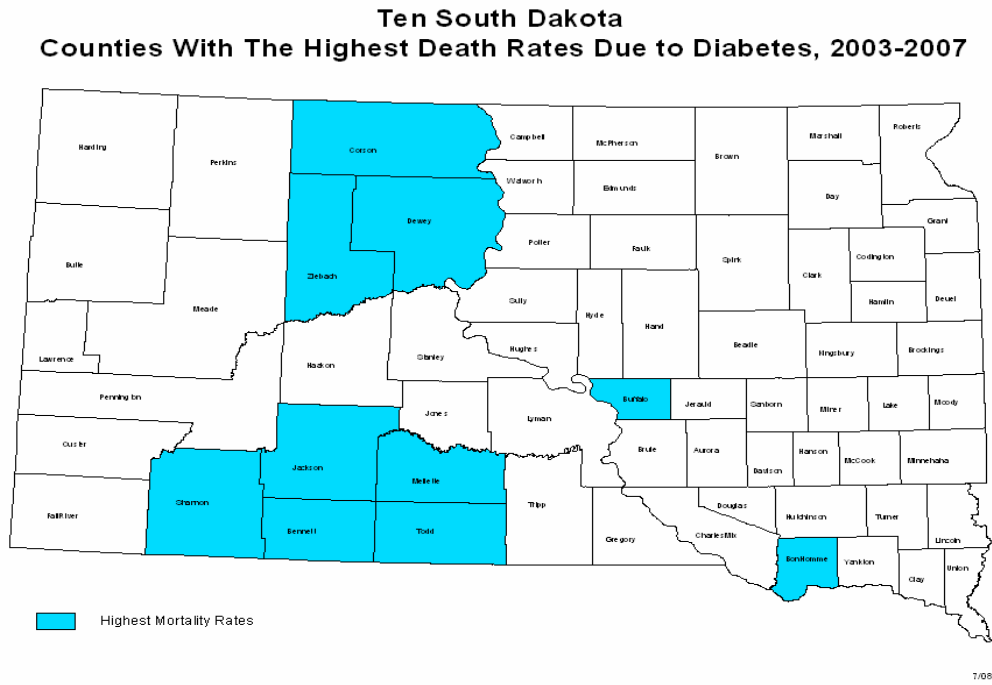 Ten South Dakota
Counties With The Highest Death Rates Due to Diabetes, 2003-2007
Harding
Perkins
Corson
Campbell
McPherson
Brown
Marshall
Roberts
Walworth
Edmunds
Day
Dewey
Grant
Potter
Faulk
Spink
Codington
Butte
Ziebach
Clark
Meade
Sully
Hyde
Hand
Hamlin
Deuel
Lawrence
Haakon
Stanley
Hughes
Beadle
Kingsbury
Brookings
Pennington
Buffalo
Jerauld
Sanborn
Miner
Lake
Moody
Jones
Lyman
Custer
Jackson
Mellette
Brule
Aurora
Davison
Hanson
McCook
Minnehaha
Shannon
Fall River
Bennett
Todd
Tripp
Gregory
Charles Mix
Douglas
Hutchinson
Turner
Lincoln
Bon Homme
Yankton
Clay
Union
Highest Mortality Rates
7/08